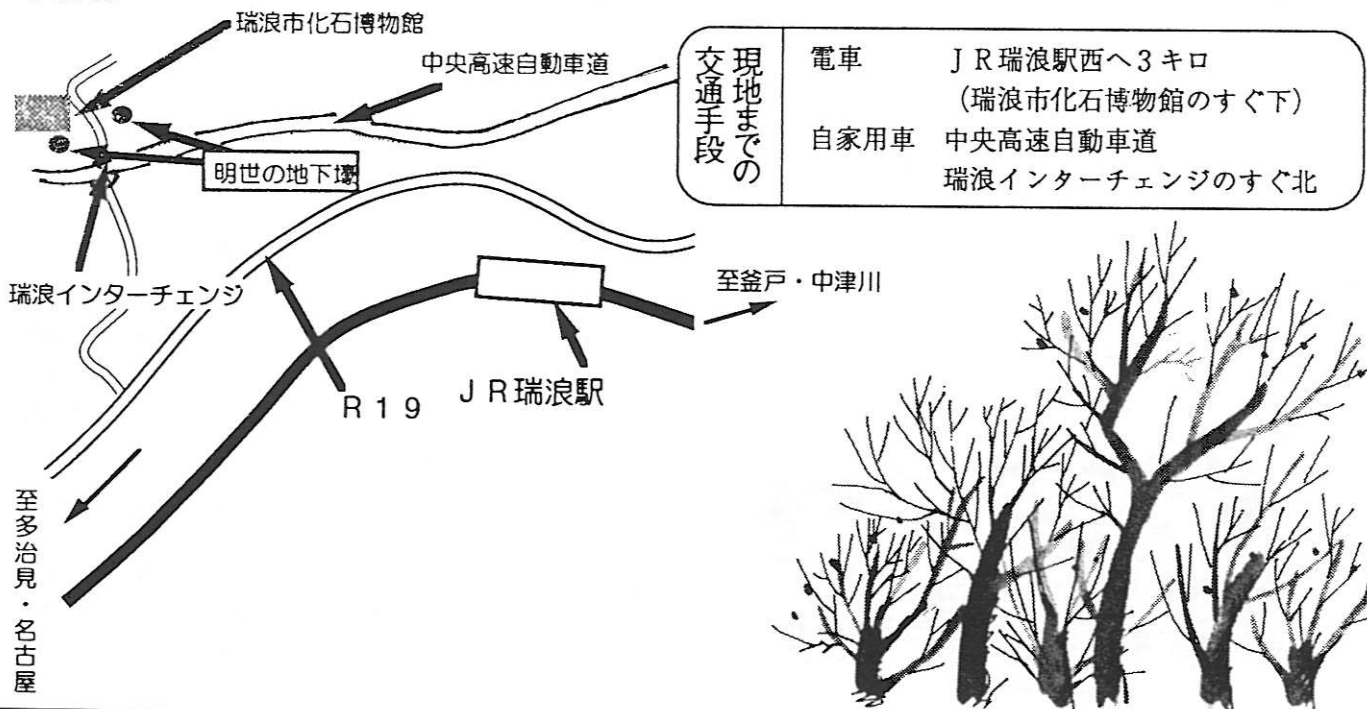 瑞浪市化石博物館
中央高速自動車道
明世の地下壕
瑞浪インターチェンジ
R19
JR瑞浪駅
至釜戸・中津川
至多治見・名古屋
現地までの
交通手段
電車 JR瑞浪駅西へ3キロ
(瑞浪市化石博物館のすぐ下)
自家用車 中央高速自動車道
瑞浪インターチェンジのすぐ北